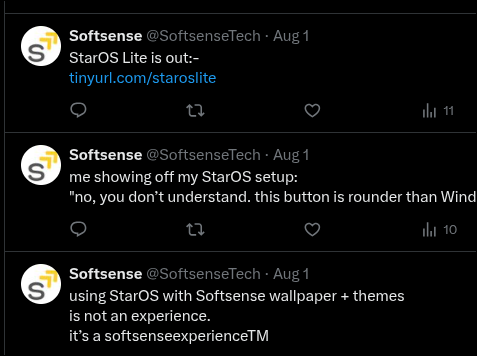 Softsense @SoftsenseTech · Aug 1
StarOS Lite is out:-
tinyurl.com/staroslite
11
Softsense @SoftsenseTech · Aug 1
me showing off my StarOS setup:
"no, you don’t understand. this button is rounder than Wind
10
Softsense @SoftsenseTech · Aug 1
using StarOS with Softsense wallpaper + themes
is not an experience.
it’s a softsenseexperienceTM